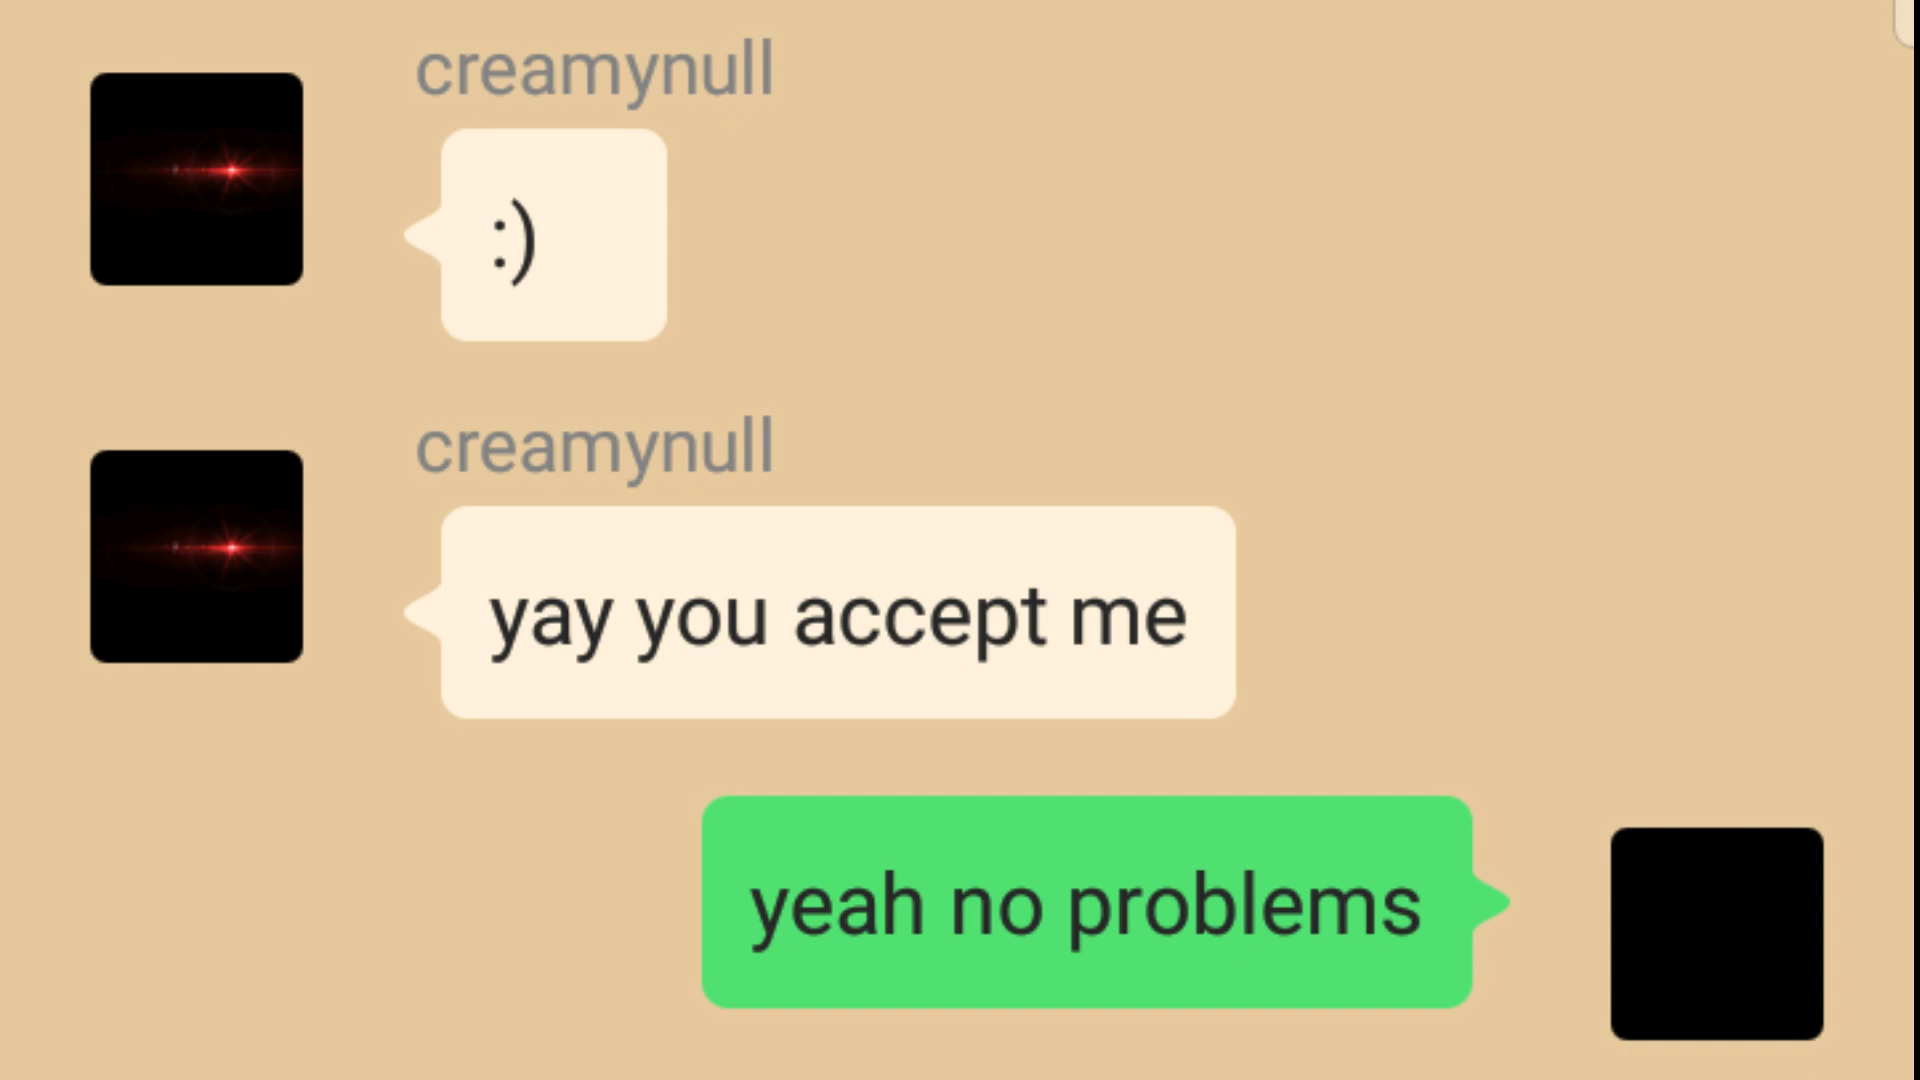 creamynull
:)
creamynull
yay you accept me
yeah no problems